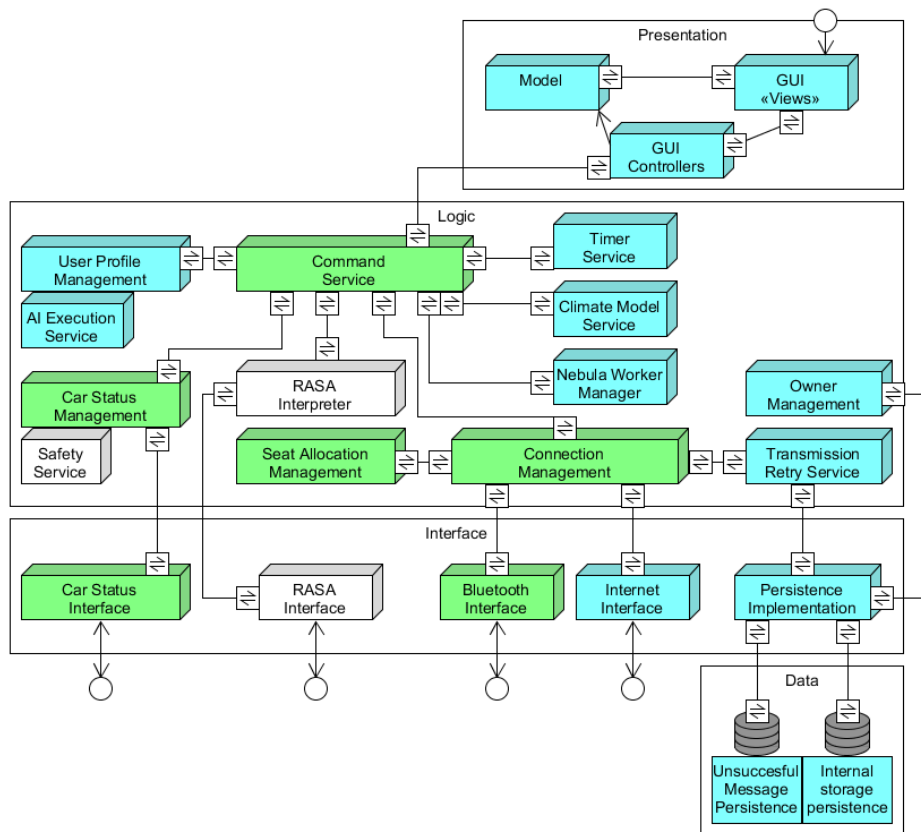 Presentation
Model
GUI
«Views»
GUI
Controllers
Logic
User Profile
Management
Command
Service
Timer
Service
AI Execution
Service
Climate Model
Service
Car Status
Management
RASA
Interpreter
Nebula Worker
Manager
Owner
Management
Safety
Service
Seat Allocation
Management
Connection
Management
Transmission
Retry Service
Interface
Car Status
Interface
RASA
Interface
Bluetooth
Interface
Internet
Interface
Persistence
Implementation
Data
Unsuccesful
Message
Persistence
Internal
storage
persistence